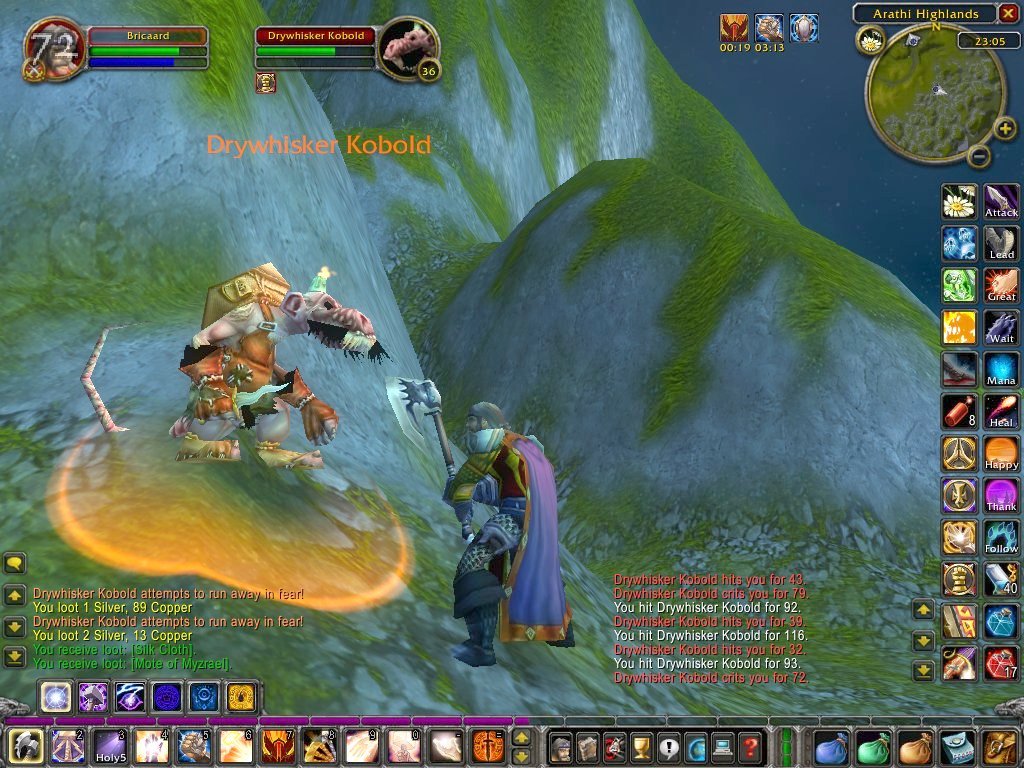 72
Bricaard
Drywhisker Kobold
36
00:19 03:13
Arathi Highlands
N
23:05
Drywhisker Kobold
Attack
Lead
Great
Wait
Mana
8
Heal
Happy
Thank
Follow
40
17
Drywhisker Kobold attempts to run away in fear!
You loot 1 Silver, 89 Copper
Drywhisker Kobold attempts to run away in fear!
You loot 2 Silver, 13 Copper
You receive loot: [Silk Cloth].
You receive loot: [Mote of Myzrael].
Drywhisker Kobold hits you for 43.
Drywhisker Kobold crits you for 79.
You hit Drywhisker Kobold for 92.
Drywhisker Kobold hits you for 39.
You hit Drywhisker Kobold for 116.
Drywhisker Kobold hits you for 32.
You hit Drywhisker Kobold for 93.
Drywhisker Kobold crits you for 72.
2 3 4 5 6 7 8 9 0 - =
Holy5